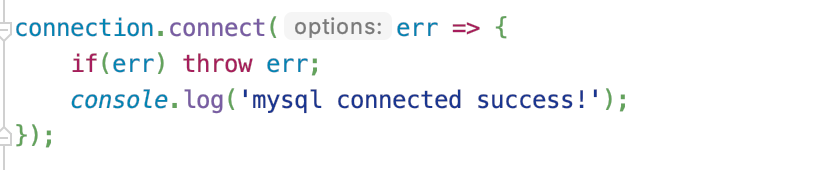 connection.connect( options: err => {
    if(err) throw err;
    console.log('mysql connected success!');
});